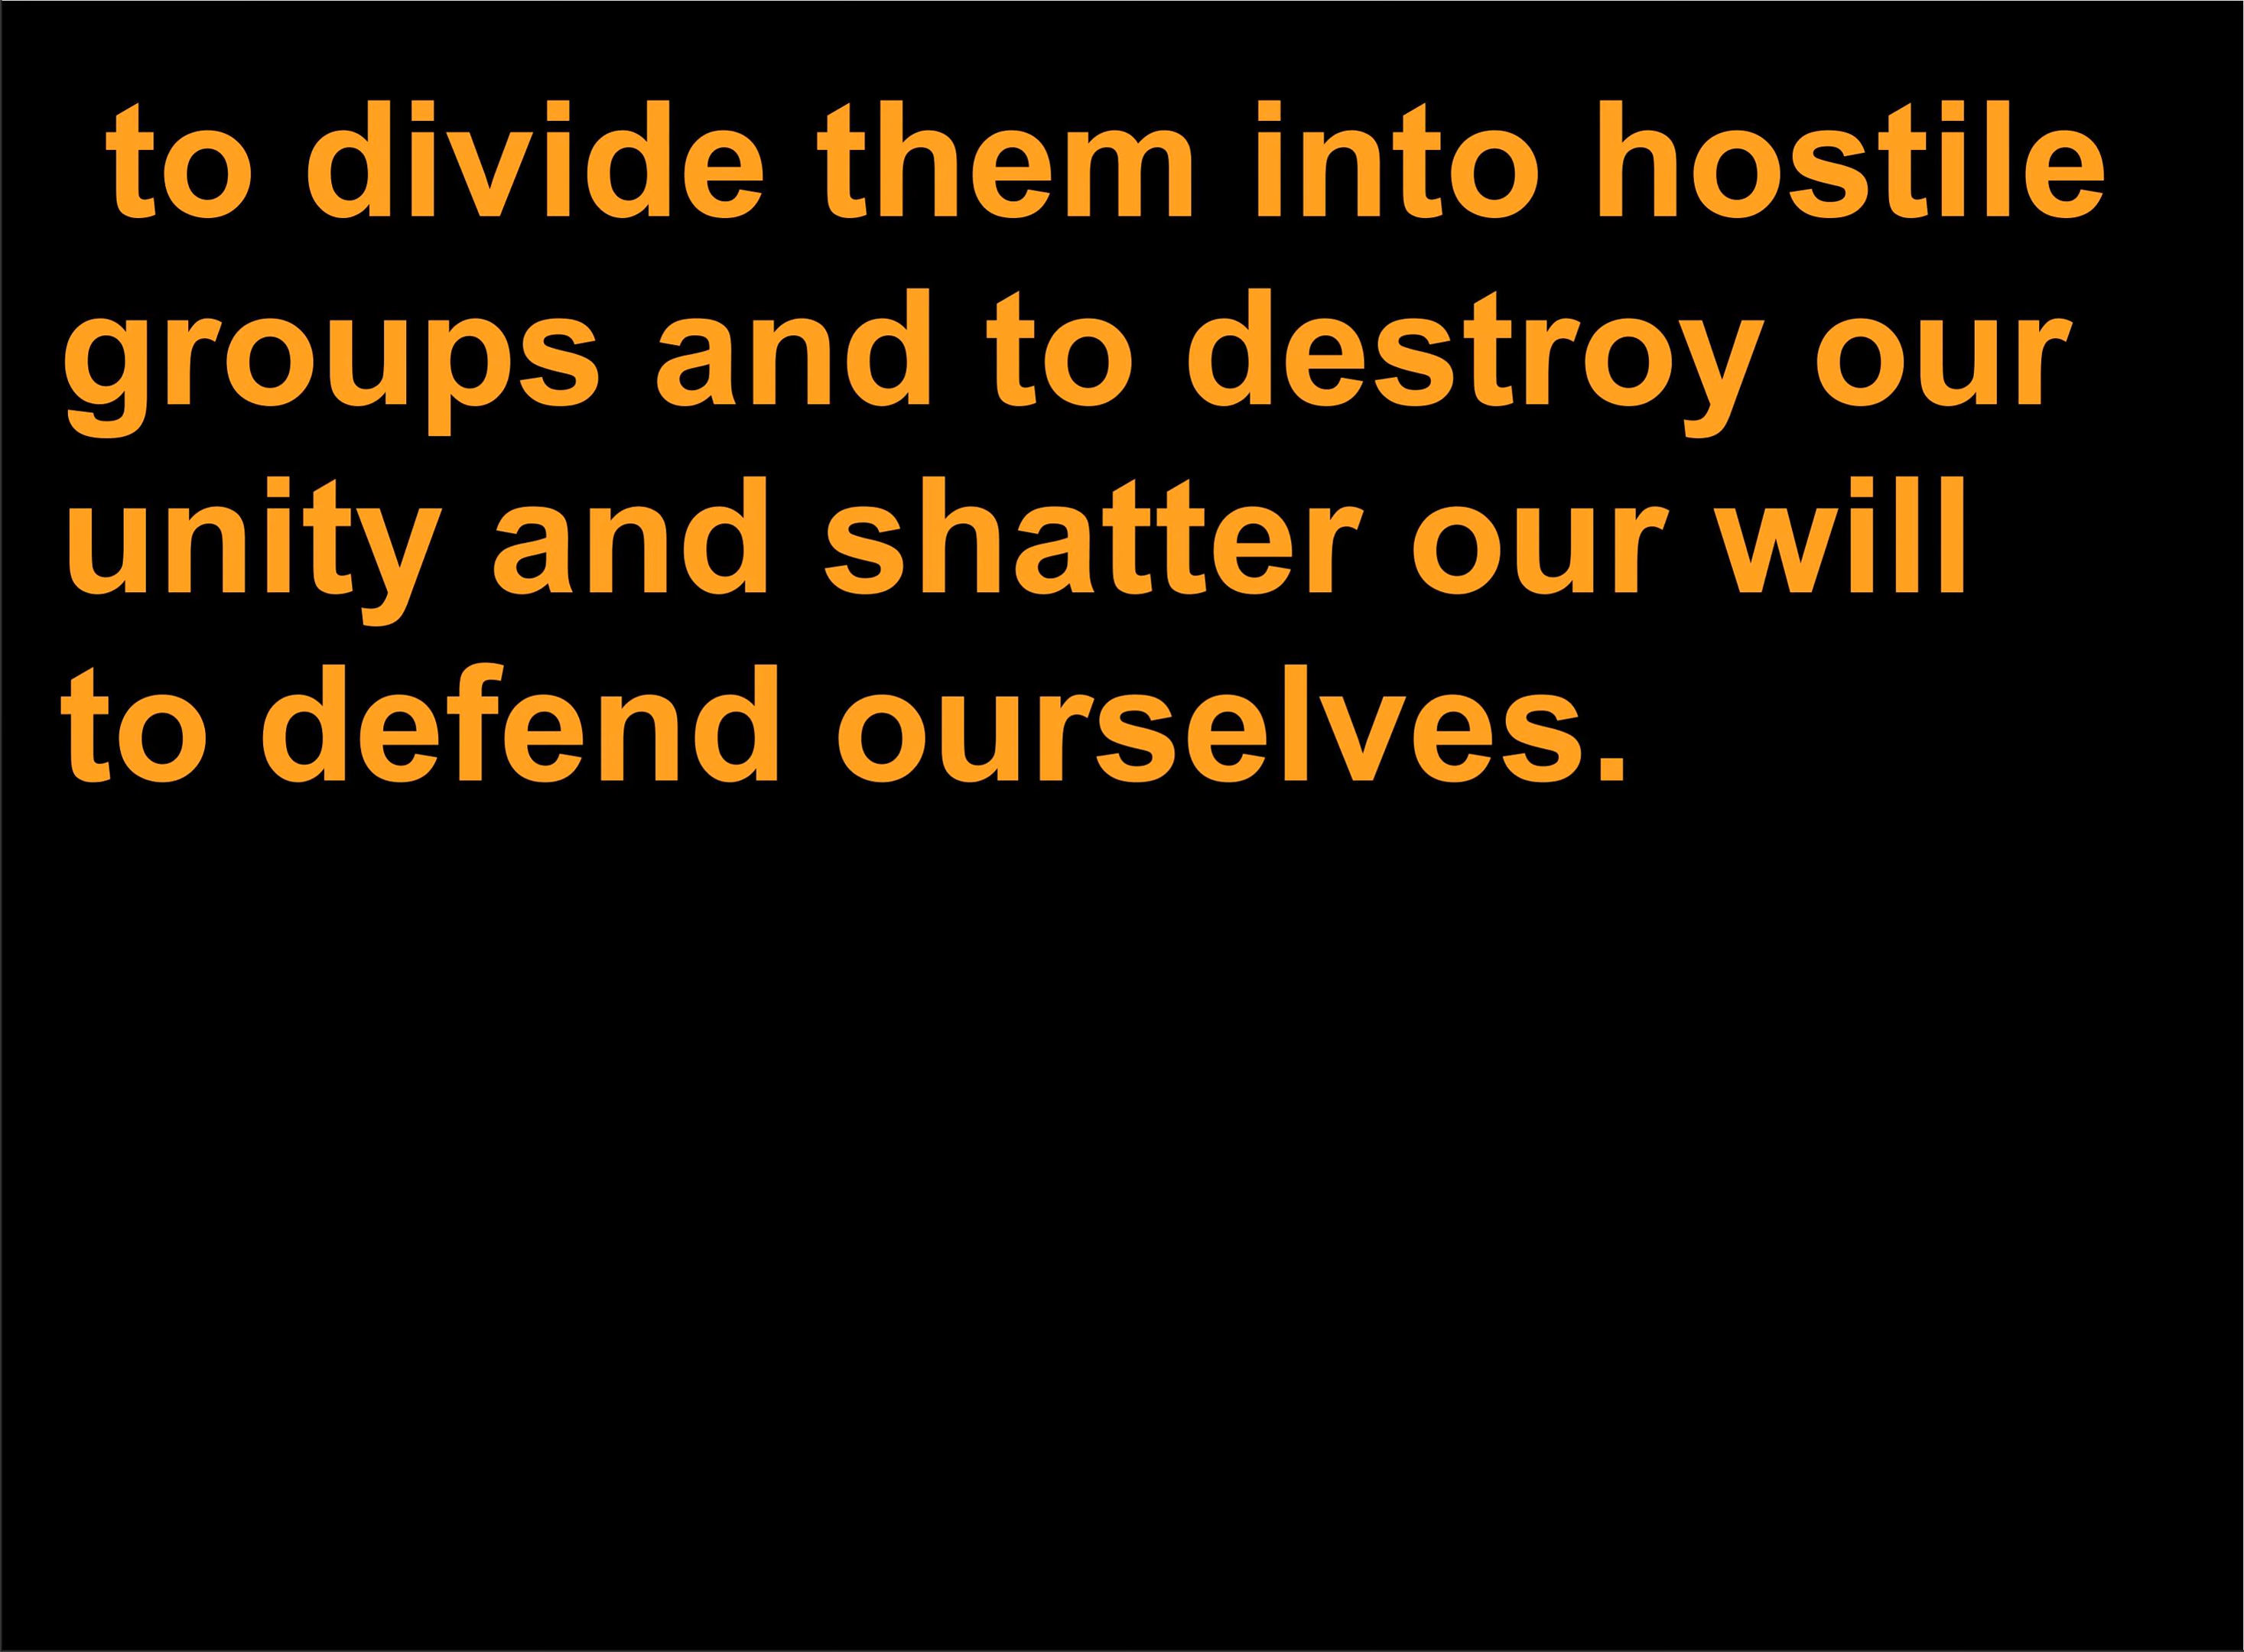 to divide them into hostile
groups and to destroy our
unity and shatter our will
to defend ourselves.